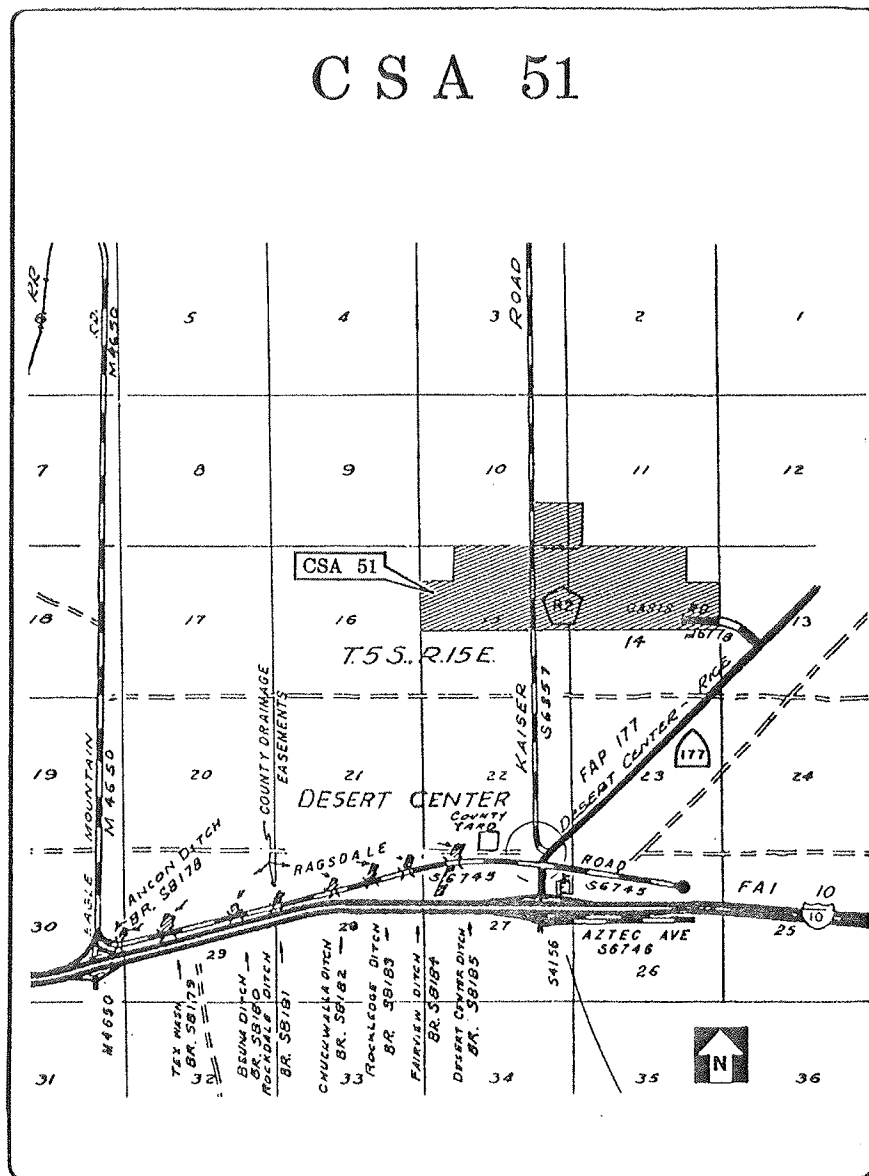 CSA 51
RR
RD.
M4650
5
4
3
ROAD
2
1
7
8
9
10
11
12
CSA 51
18
17
16
15
R2
OASIS RD
M6778
14
13
T.5 S., R.15 E.
KAISER
S6857
FAP 177
DESERT CENTER - RICE
177
19
EAGLE MOUNTAIN
M4650
20
COUNTY DRAINAGE
EASEMENTS
21
22
23
24
DESERT CENTER
COUNTY
YARD
ANCON DITCH
BR. SB178
RAGSDALE
S6745
ROAD
S6745
FAI 10
10
30
29
28
27
26
25
AZTEC AVE
S6746
M4650
S4156
TEX WASH
BR. SB179
DITCH
BR. SB180
ROCKDALE DITCH
BR. SB181
CHUCKWALLA DITCH
BR. SB182
DITCH
BR. SB183
FAIRVIEW DITCH
BR. SB184
DESERT CENTER DITCH
BR. SB185
31
32
33
34
35
36
N